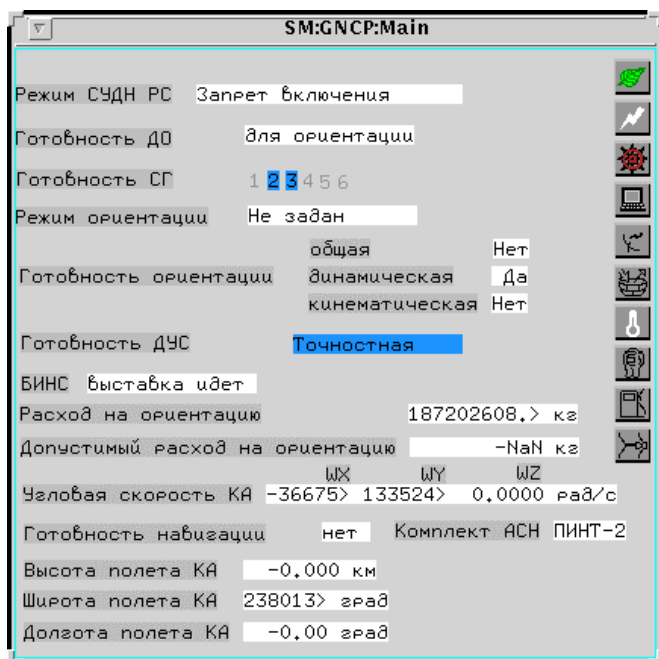 SM:GNCP:Main
Режим СУДН РС Запрет включения
Готовность ДО для ориентации
Готовность СГ 1 2 3 4 5 6
Режим ориентации Не задан
общая Нет
Готовность ориентации динамическая Да
кинематическая Нет
Готовность ДУС Точностная
БИНС выставка идет
Расход на ориентацию 187202608.> кг
Допустимый расход на ориентацию -NaN кг
WX WY WZ
Угловая скорость КА -36675> 133524> 0.0000 рад/с
Готовность навигации нет Комплект АСН ПИНТ-2
Высота полета КА -0.000 км
Широта полета КА 238013> град
Долгота полета КА -0.00 град